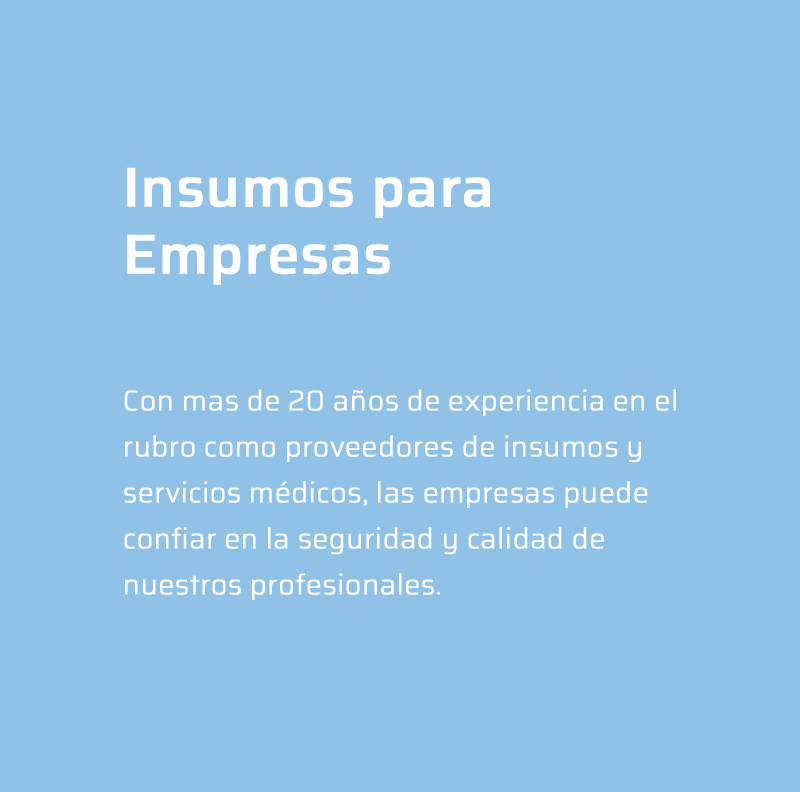 Insumos para
Empresas
Con mas de 20 años de experiencia en el
rubro como proveedores de insumos y
servicios médicos, las empresas puede
confiar en la seguridad y calidad de
nuestros profesionales.